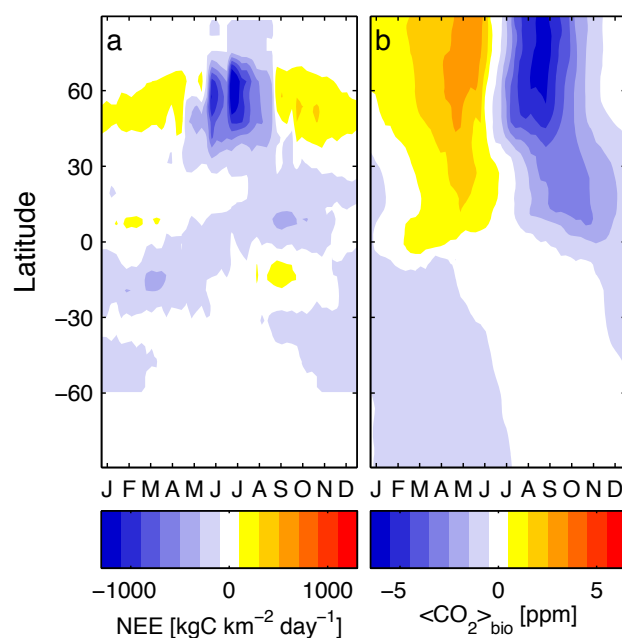 a
b
60
30
0
−30
−60
Latitude
J F M A M J J A S O N D
J F M A M J J A S O N D
−1000 0 1000
−5 0 5
NEE [kgC km−2 day−1]
<CO2>bio [ppm]